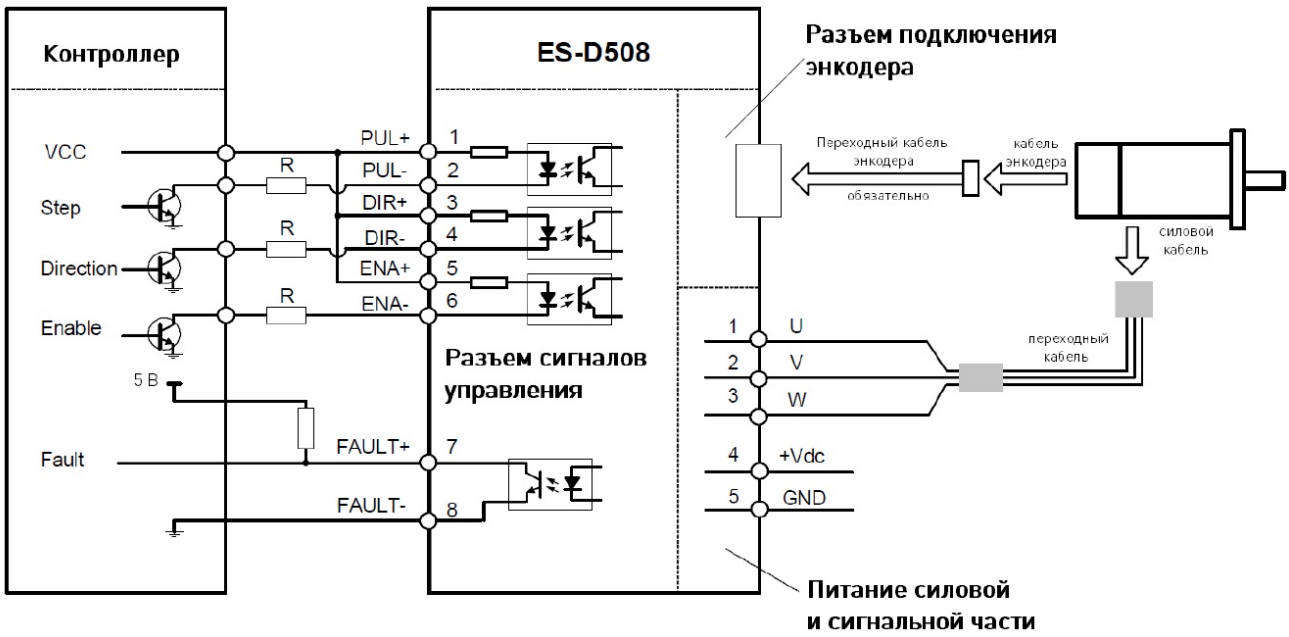 Контроллер
ES-D508
Разъем подключения
энкодера
VCC
Step
Direction
Enable
5 В
Fault
R
R
R
PUL+
PUL-
DIR+
DIR-
ENA+
ENA-
FAULT+
FAULT-
1
2
3
4
5
6
7
8
Разъем сигналов
управления
Переходный кабель
энкодера
обязательно
кабель
энкодера
силовой
кабель
переходный
кабель
1 U
2 V
3 W
4 +Vdc
5 GND
Питание силовой
и сигнальной части